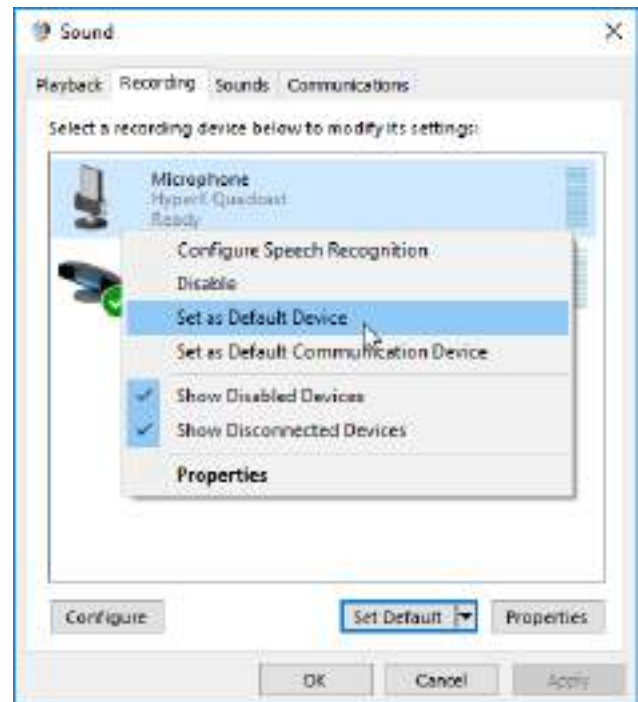 Sound
Playback Recording Sounds Communications
Select a recording device below to modify its settings:
Microphone
HyperX Quadcast
Ready
Configure Speech Recognition
Disable
Set as Default Device
Set as Default Communication Device
Show Disabled Devices
Show Disconnected Devices
Properties
Configure Set Default Properties
OK Cancel Apply